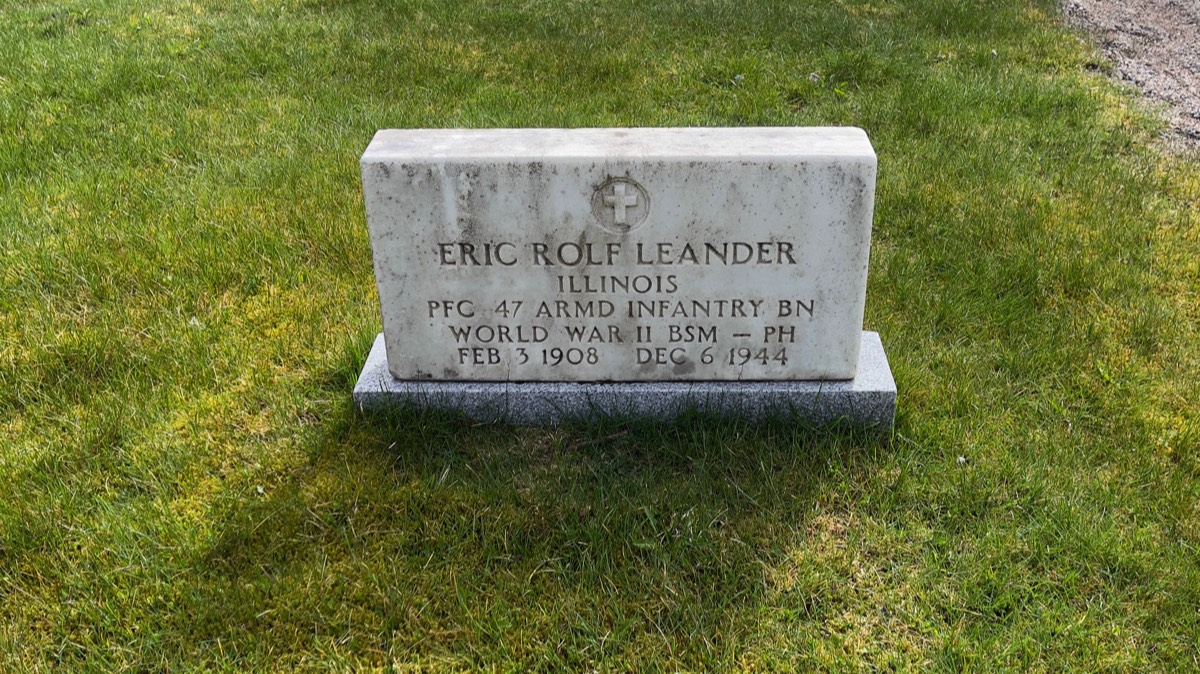 ERIC ROLF LEANDER
ILLINOIS
PFC 47 ARMD INFANTRY BN
WORLD WAR II BSM – PH
FEB 3 1908 DEC 6 1944